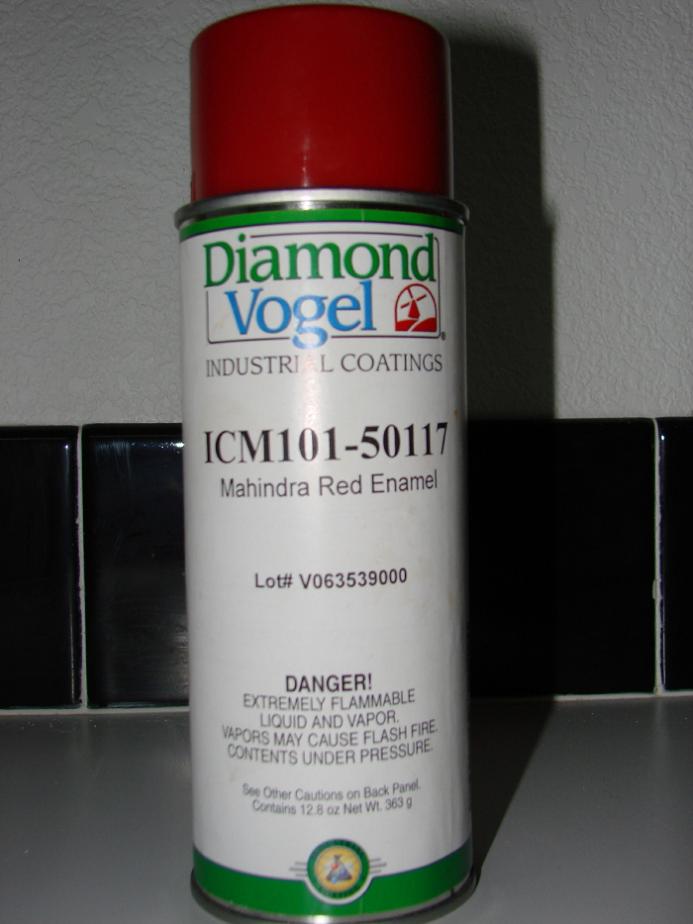 Diamond
Vogel
®
INDUSTRIAL COATINGS
ICM101-50117
Mahindra Red Enamel
Lot# V063539000
DANGER!
EXTREMELY FLAMMABLE
LIQUID AND VAPOR.
VAPORS MAY CAUSE FLASH FIRE.
CONTENTS UNDER PRESSURE.
See Other Cautions on Back Panel.
Contains 12.8 oz Net Wt. 363 g